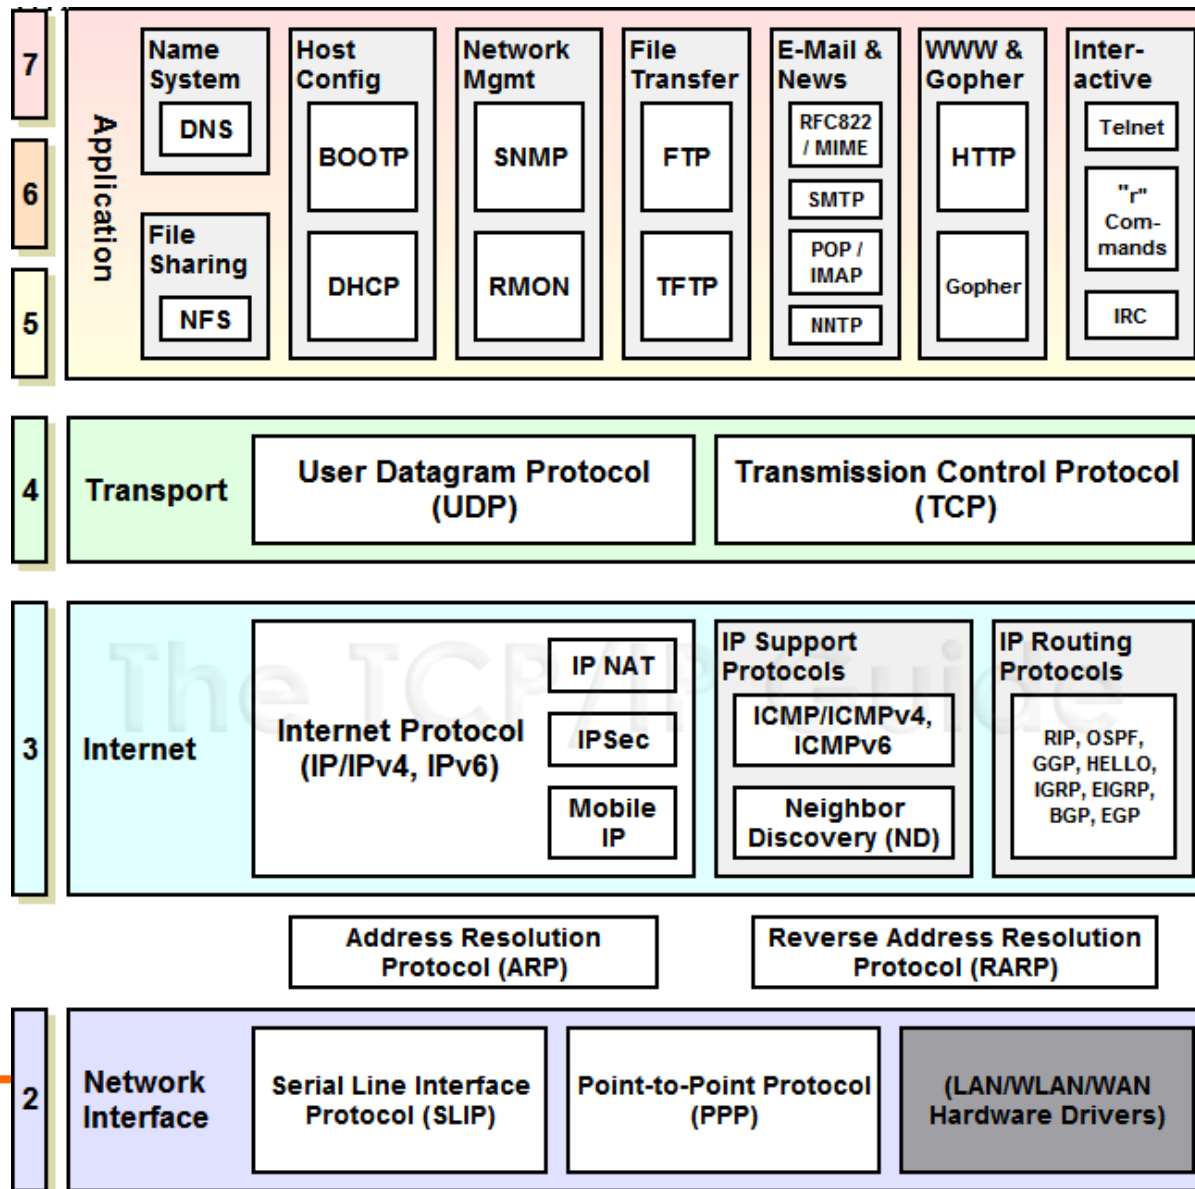 7
6
5
Application
Name
System
DNS
File
Sharing
NFS
Host
Config
BOOTP
DHCP
Network
Mgmt
SNMP
RMON
File
Transfer
FTP
TFTP
E-Mail &
News
RFC822
/ MIME
SMTP
POP /
IMAP
NNTP
WWW &
Gopher
HTTP
Gopher
Inter-
active
Telnet
"r"
Com-
mands
IRC
4
Transport
User Datagram Protocol
(UDP)
Transmission Control Protocol
(TCP)
The TCP/IP Guide
3
Internet
Internet Protocol
(IP/IPv4, IPv6)
IP NAT
IPSec
Mobile
IP
IP Support
Protocols
ICMP/ICMPv4,
ICMPv6
Neighbor
Discovery (ND)
IP Routing
Protocols
RIP, OSPF,
GGP, HELLO,
IGRP, EIGRP,
BGP, EGP
Address Resolution
Protocol (ARP)
Reverse Address Resolution
Protocol (RARP)
2
Network
Interface
Serial Line Interface
Protocol (SLIP)
Point-to-Point Protocol
(PPP)
(LAN/WLAN/WAN
Hardware Drivers)